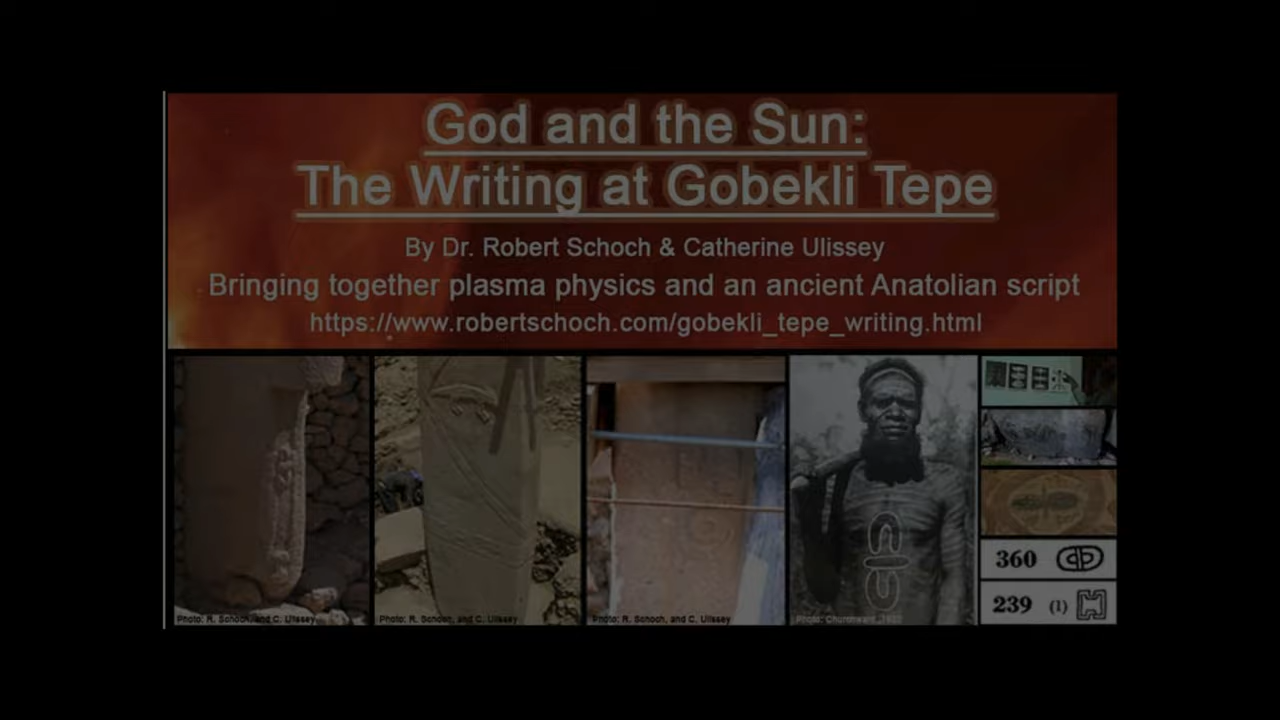 God and the Sun:
The Writing at Gobekli Tepe
By Dr. Robert Schoch & Catherine Ulissey
Bringing together plasma physics and an ancient Anatolian script
https://www.robertschoch.com/gobekli_tepe_writing.html
Photo: R. Schoch, and C. Ulissey
Photo: R. Schoch, and C. Ulissey
Photo: R. Schoch, and C. Ulissey
Photo: Churchward
360
239 (1)